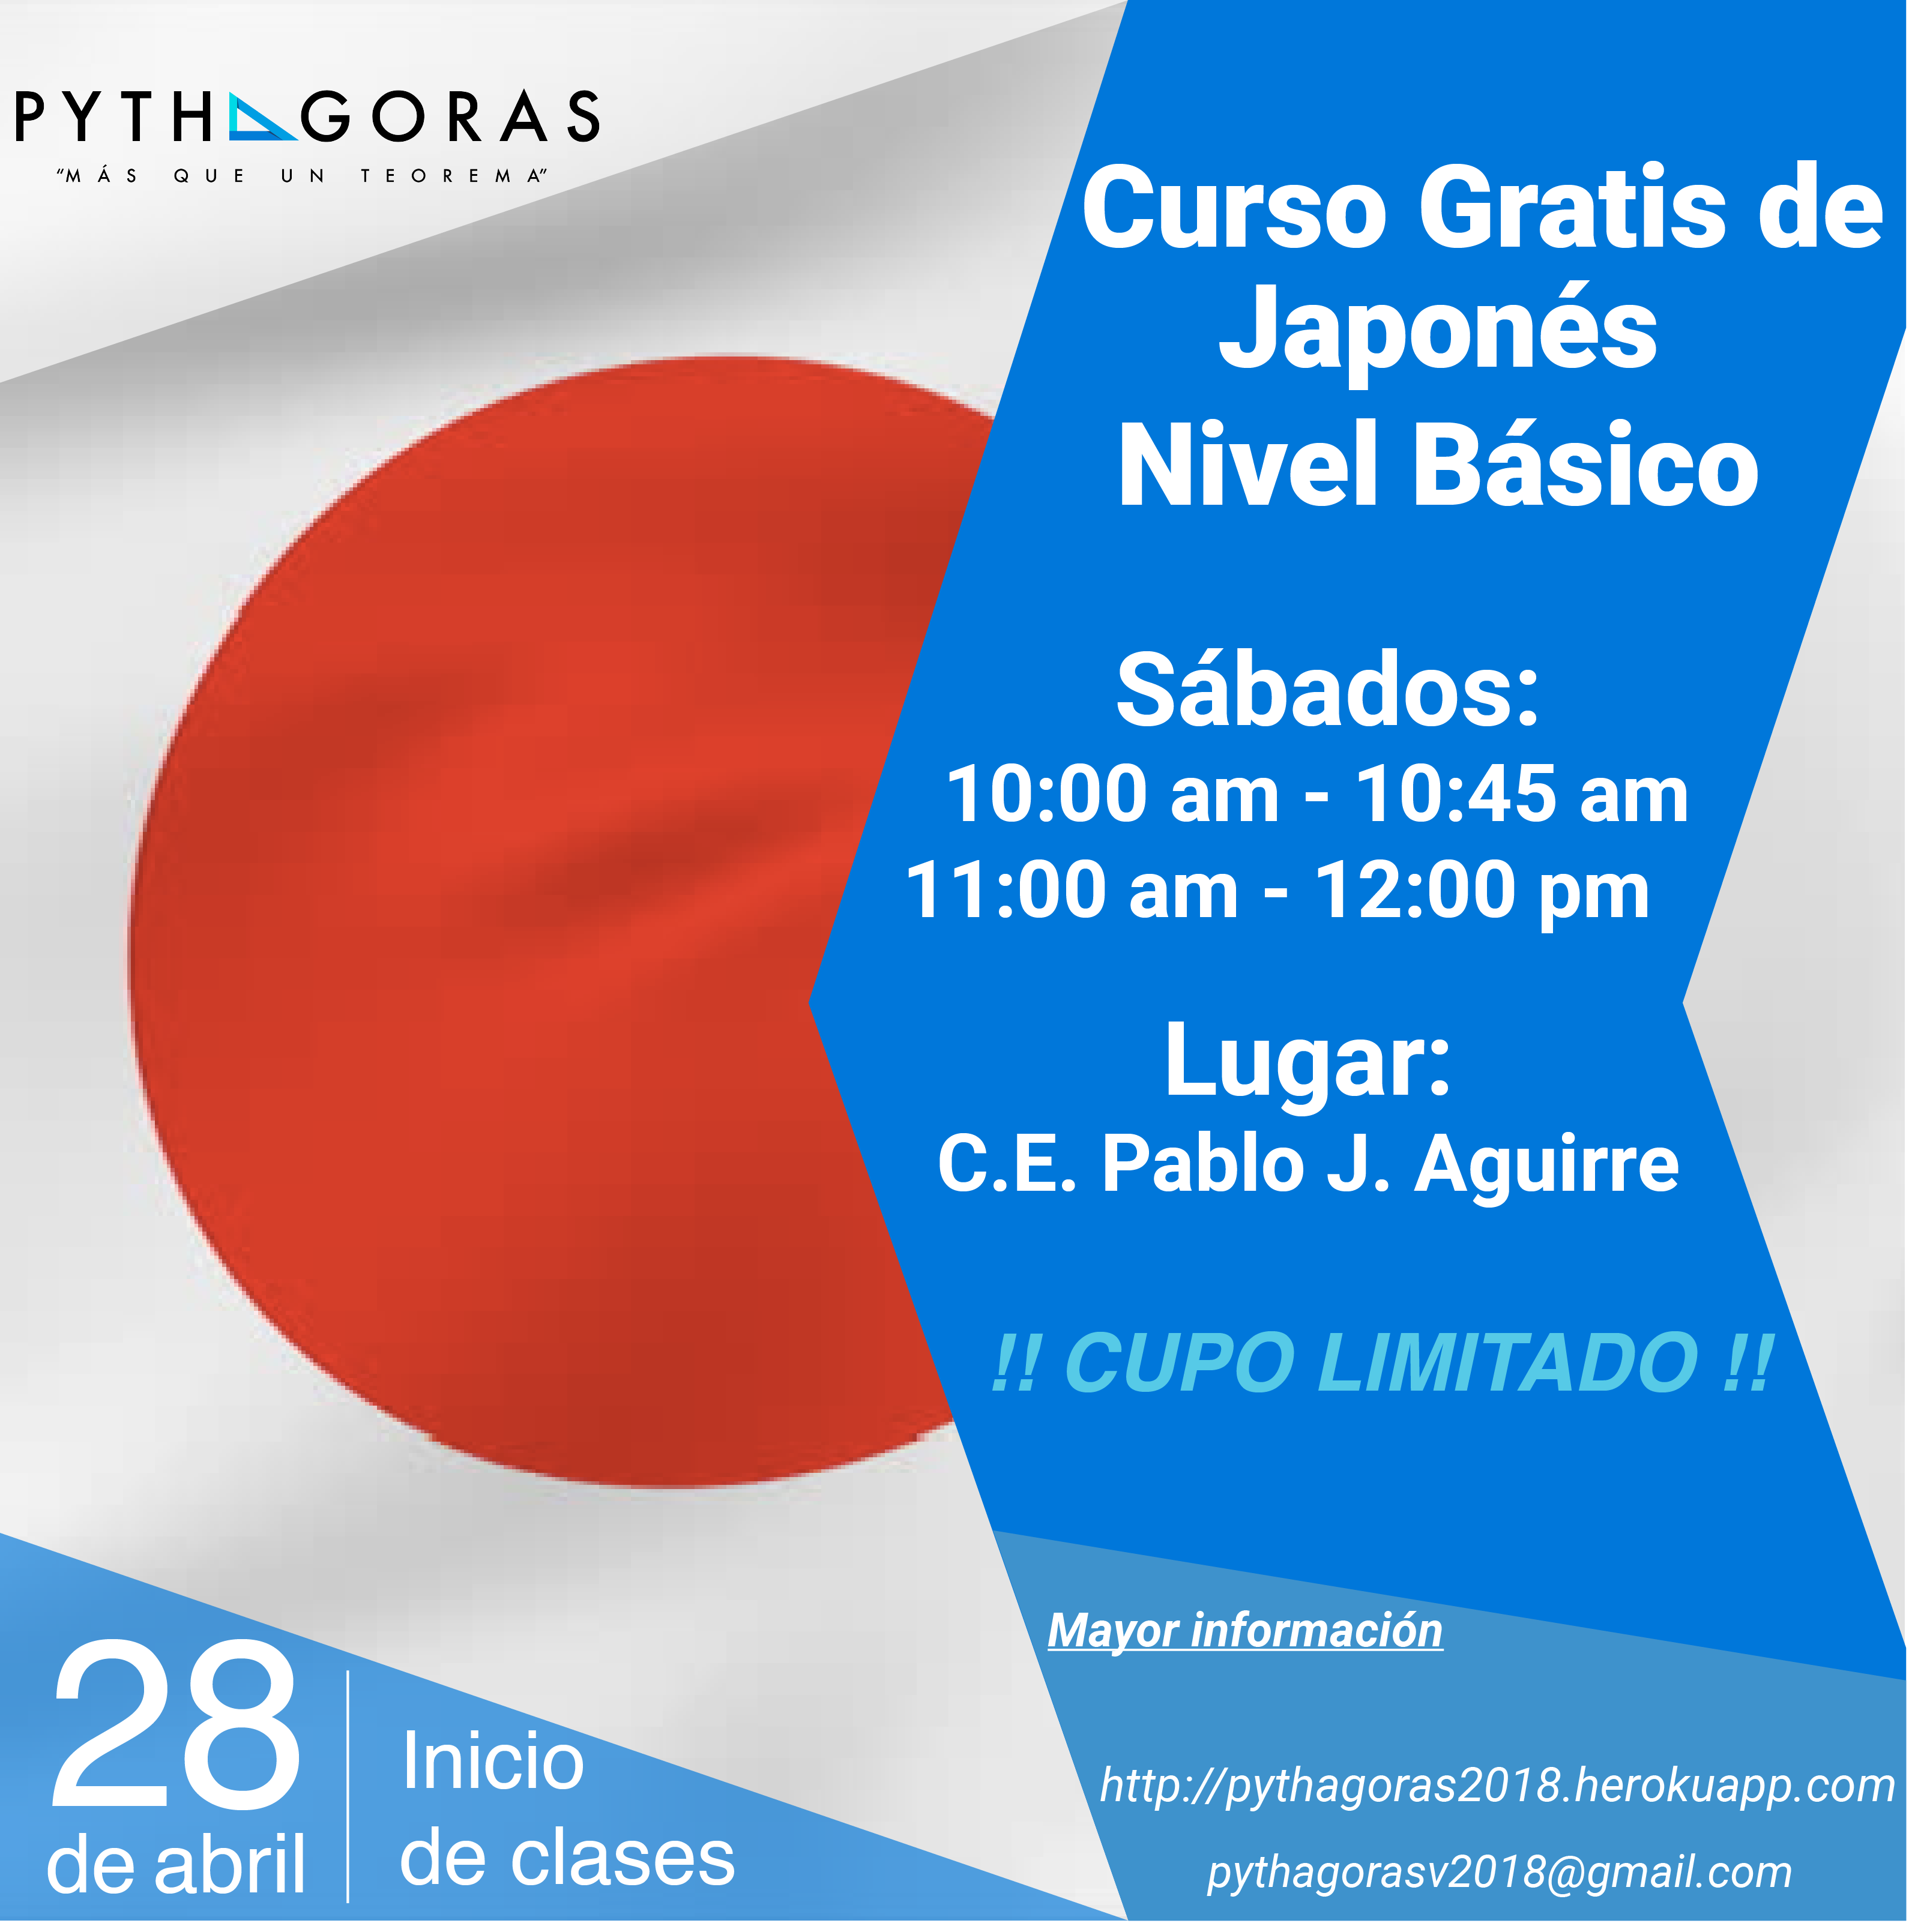 PYTHAGORAS
"MÁS QUE UN TEOREMA"
Curso Gratis de
Japonés
Nivel Básico
Sábados:
10:00 am - 10:45 am
11:00 am - 12:00 pm
Lugar:
C.E. Pablo J. Aguirre
!! CUPO LIMITADO !!
28
de abril
Inicio
de clases
Mayor información
http://pythagoras2018.herokuapp.com
pythagorasv2018@gmail.com